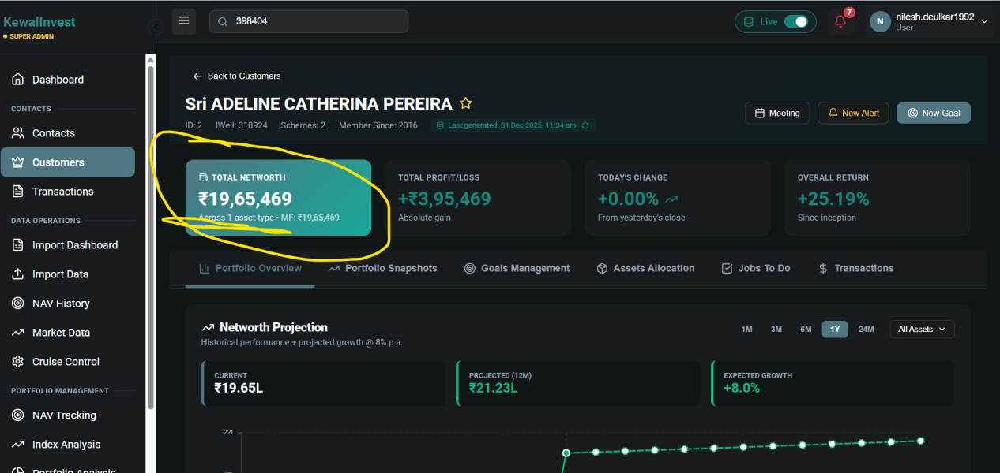 KewalInvest
SUPER ADMIN
398404
Live
7
N
nilesh.deulkar1992
User
Dashboard
CONTACTS
Contacts
Customers
Transactions
DATA OPERATIONS
Import Dashboard
Import Data
NAV History
Market Data
Cruise Control
PORTFOLIO MANAGEMENT
NAV Tracking
Index Analysis
Portfolio Analysis
Back to Customers
Sri ADELINE CATHERINA PEREIRA
ID: 2 IWell: 318924 Schemes: 2 Member Since: 2016 Last generated: 01 Dec 2025, 11:34 am
Meeting New Alert New Goal
TOTAL NETWORTH
₹19,65,469
Across 1 asset type • MF: ₹19,65,469
TOTAL PROFIT/LOSS
+₹3,95,469
Absolute gain
TODAY'S CHANGE
+0.00%
From yesterday's close
OVERALL RETURN
+25.19%
Since inception
Portfolio Overview Portfolio Snapshots Goals Management Assets Allocation Jobs To Do Transactions
Networth Projection
Historical performance + projected growth @ 8% p.a.
1M 3M 6M 1Y 24M All Assets
CURRENT
₹19.65L
PROJECTED (12M)
₹21.23L
EXPECTED GROWTH
+8.0%
22L